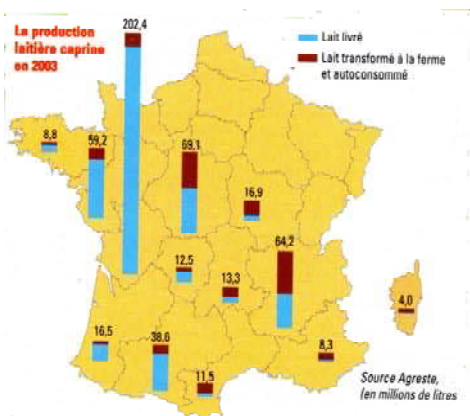 La production
laitière caprine
en 2003
202,4
Lait livré
Lait transformé à la ferme
et autoconsommé
8,8
59,2
69,1
16,9
64,2
12,5
13,3
4,0
16,5
38,6
11,5
8,3
Source Agreste,
(en millions de litres